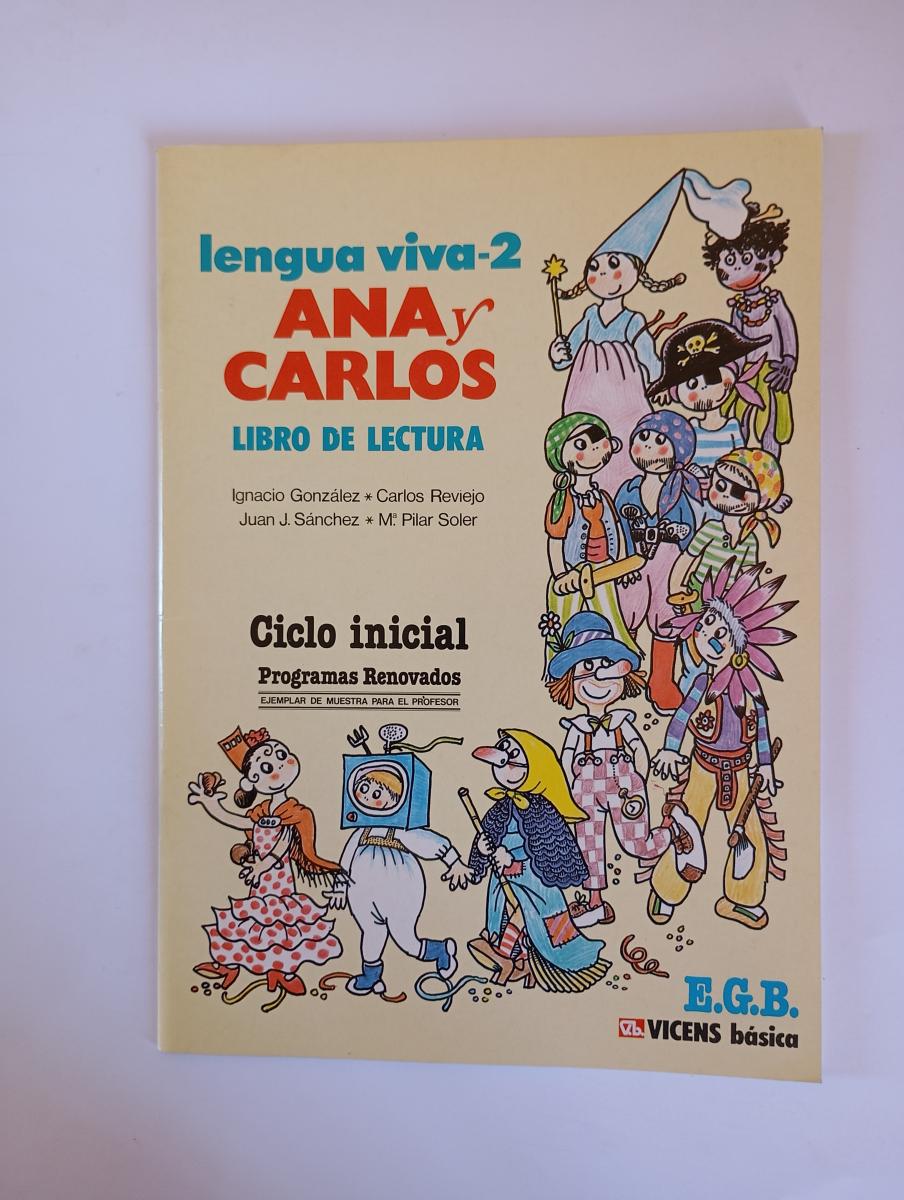 lengua viva-2
ANA y
CARLOS
LIBRO DE LECTURA
Ignacio González * Carlos Reviejo
Juan J. Sánchez * Mª Pilar Soler
Ciclo inicial
Programas Renovados
EJEMPLAR DE MUESTRA PARA EL PROFESOR
E.G.B.
V.b. VICENS básica